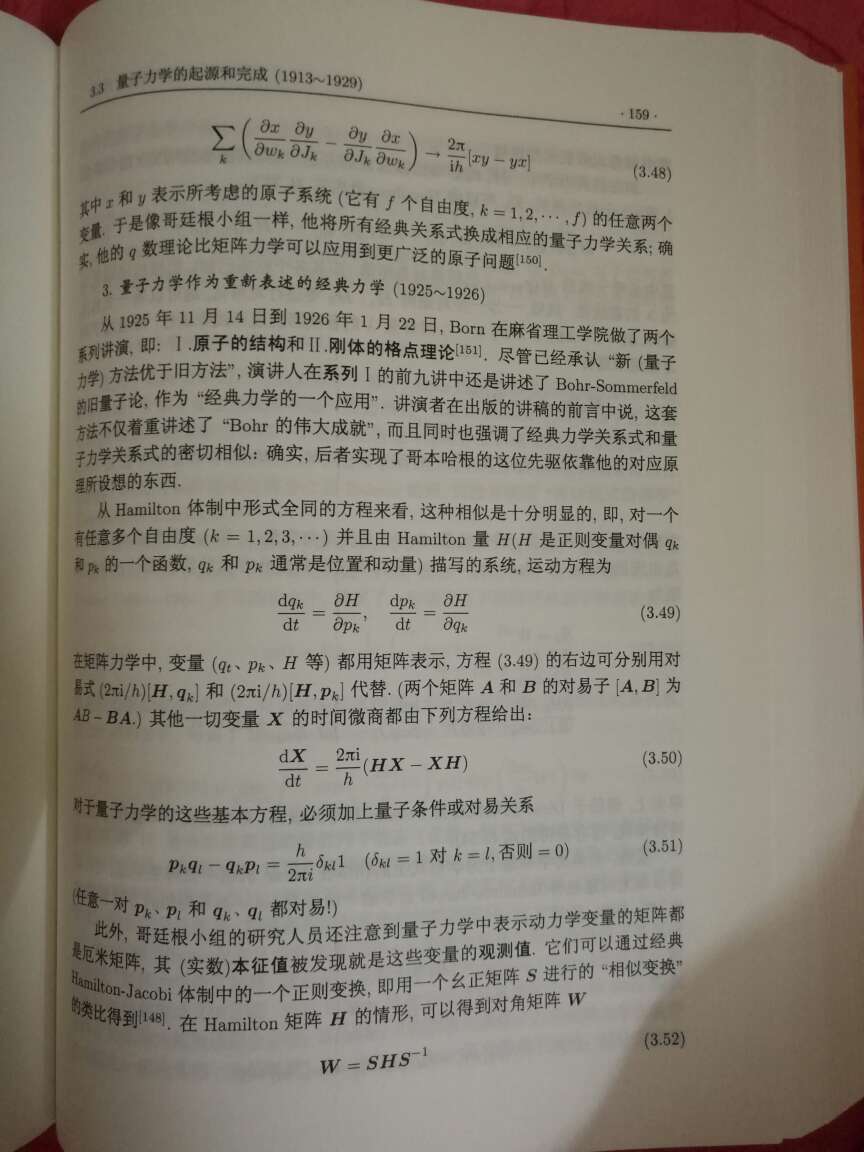 3.3 量子力学的起源和完成 (1913~1929)
· 159 ·
∑_k (∂x/∂w_k ∂y/∂J_k − ∂y/∂J_k ∂x/∂w_k) → 2π/ih [xy − yx] (3.48)
其中 x 和 y 表示所考虑的原子系统 (它有 f 个自由度, k = 1, 2, ⋯ , f) 的任意两个
变量. 于是像哥廷根小组一样, 他将所有经典关系式换成相应的量子力学关系; 确
实, 他的 q 数理论比矩阵力学可以应用到更广泛的原子问题[150].
3. 量子力学作为重新表述的经典力学 (1925~1926)
从 1925 年 11 月 14 日到 1926 年 1 月 22 日, Born 在麻省理工学院做了两个
系列讲演, 即: Ⅰ.原子的结构和Ⅱ.刚体的格点理论[151]. 尽管已经承认 “新 (量子
力学) 方法优于旧方法”, 演讲人在系列 Ⅰ 的前九讲中还是讲述了 Bohr-Sommerfeld
的旧量子论, 作为 “经典力学的一个应用”. 讲演者在出版的讲稿的前言中说, 这套
方法不仅着重讲述了 “Bohr 的伟大成就”, 而且同时也强调了经典力学关系式和量
子力学关系式的密切相似: 确实, 后者实现了哥本哈根的这位先驱依靠他的对应原
理所设想的东西.
从 Hamilton 体制中形式全同的方程来看, 这种相似是十分明显的, 即, 对一个
有任意多个自由度 (k = 1, 2, 3, ⋯) 并且由 Hamilton 量 H(H 是正则变量对偶 q_k
和 p_k 的一个函数, q_k 和 p_k 通常是位置和动量) 描写的系统, 运动方程为
dq_k/dt = ∂H/∂p_k, dp_k/dt = ∂H/∂q_k (3.49)
在矩阵力学中, 变量 (q_t、p_k、H 等) 都用矩阵表示, 方程 (3.49) 的右边可分别用对
易式 (2πi/h)[H, q_k] 和 (2πi/h)[H, p_k] 代替. (两个矩阵 A 和 B 的对易子 [A, B] 为
AB − BA.) 其他一切变量 X 的时间微商都由下列方程给出:
dX/dt = 2πi/h (HX − XH) (3.50)
对于量子力学的这些基本方程, 必须加上量子条件或对易关系
p_k q_l − q_k p_l = h/2πi δ_kl 1 (δ_kl = 1 对 k = l, 否则 = 0) (3.51)
(任意一对 p_k、p_l 和 q_k、q_l 都对易!)
此外, 哥廷根小组的研究人员还注意到量子力学中表示动力学变量的矩阵都
是厄米矩阵, 其 (实数)本征值被发现就是这些变量的观测值. 它们可以通过经典
Hamilton-Jacobi 体制中的一个正则变换, 即用一个幺正矩阵 S 进行的 “相似变换”
的类比得到[148]. 在 Hamilton 矩阵 H 的情形, 可以得到对角矩阵 W
W = SHS⁻¹ (3.52)